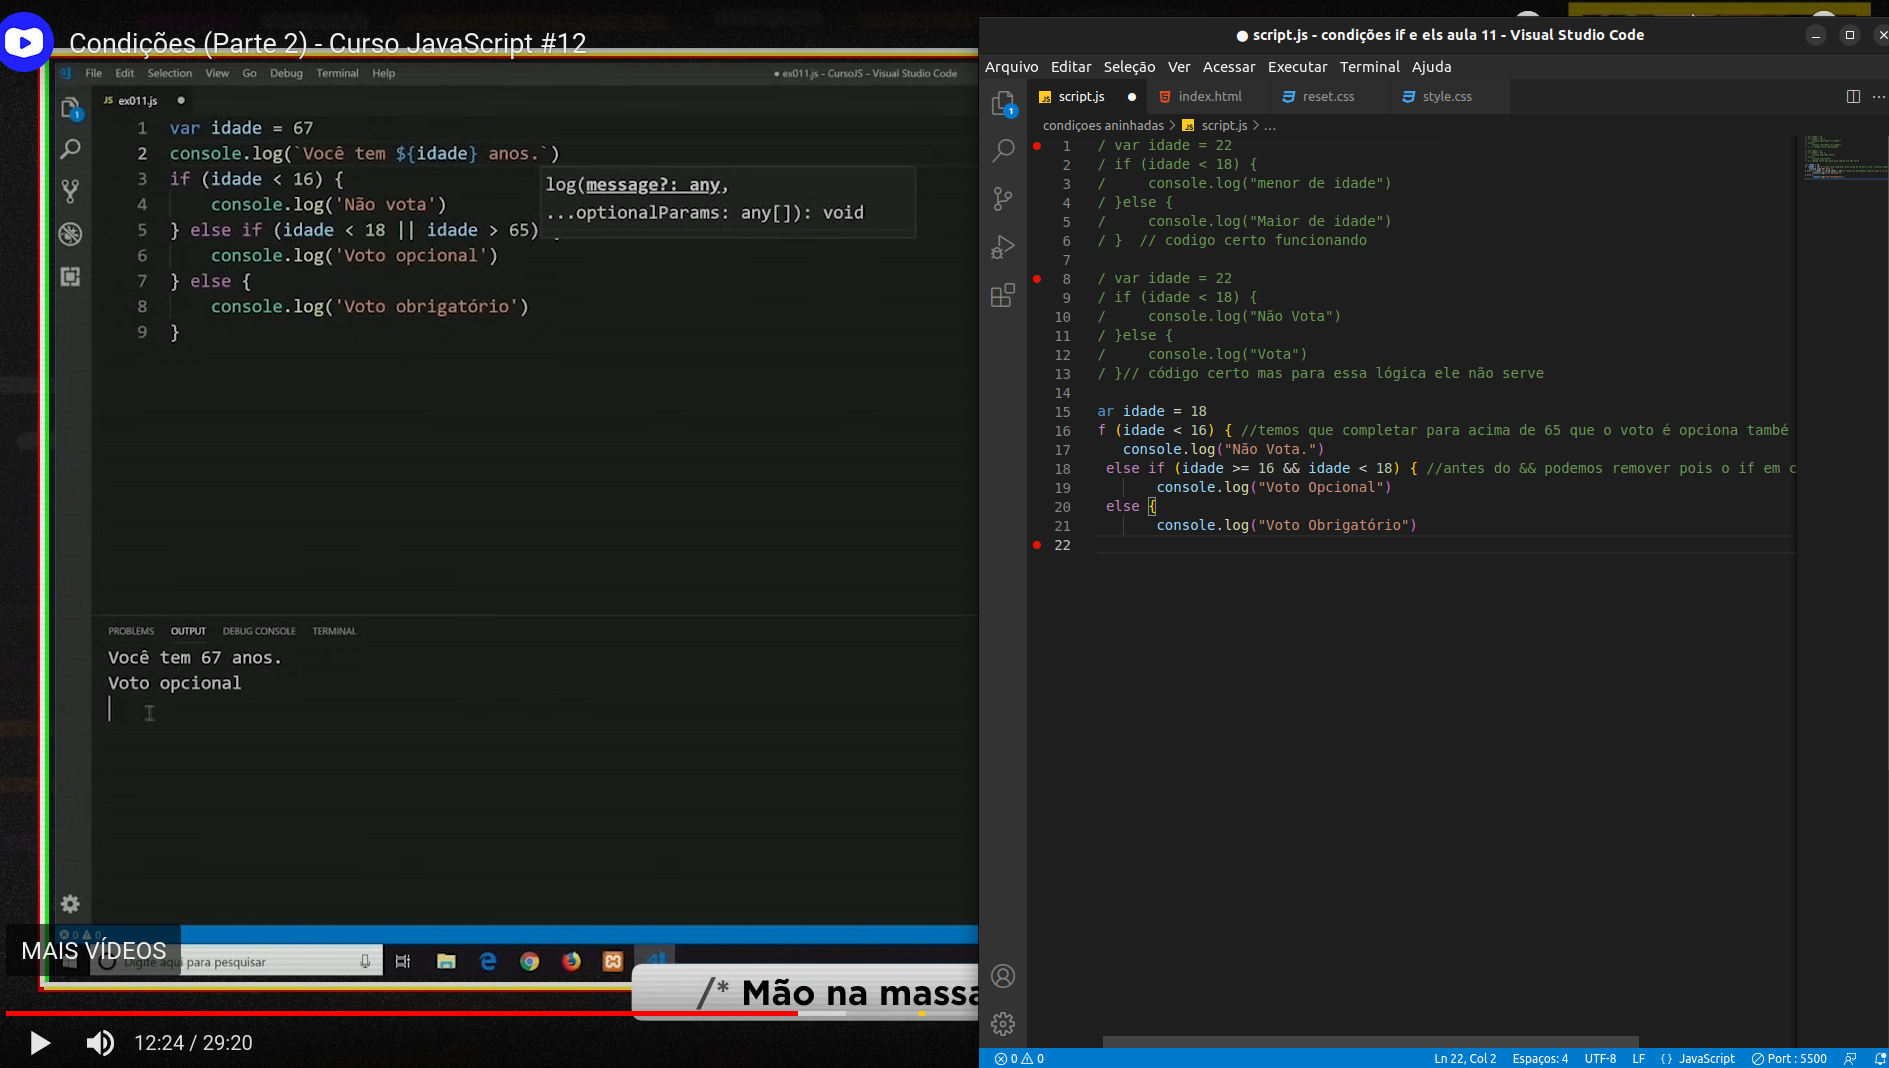 Condições (Parte 2) - Curso JavaScript #12
File Edit Selection View Go Debug Terminal Help
● ex011.js - CursoJS - Visual Studio Code
1
JS ex011.js ●
1 var idade = 67
2 console.log(`Você tem ${idade} anos.`)
3 if (idade < 16) {
4 console.log('Não vota')
5 } else if (idade < 18 || idade > 65)
6 console.log('Voto opcional')
7 } else {
8 console.log('Voto obrigatório')
9 }
log(message?: any,
...optionalParams: any[]): void
PROBLEMS OUTPUT DEBUG CONSOLE TERMINAL
Você tem 67 anos.
Voto opcional
0 0
MAIS VÍDEOS
Digite aqui para pesquisar
/* Mão na massa
12:24 / 29:20
● script.js - condições if e els aula 11 - Visual Studio Code
Arquivo Editar Seleção Ver Acessar Executar Terminal Ajuda
1
JS script.js ● index.html reset.css style.css
condiçoes aninhadas > JS script.js > ...
1 / var idade = 22
2 / if (idade < 18) {
3 / console.log("menor de idade")
4 / }else {
5 / console.log("Maior de idade")
6 / } // codigo certo funcionando
7
8 / var idade = 22
9 / if (idade < 18) {
10 / console.log("Não Vota")
11 / }else {
12 / console.log("Vota")
13 / }// código certo mas para essa lógica ele não serve
14
15 ar idade = 18
16 f (idade < 16) { //temos que completar para acima de 65 que o voto é opciona també
17 console.log("Não Vota.")
18 else if (idade >= 16 && idade < 18) { //antes do && podemos remover pois o if em c
19 console.log("Voto Opcional")
20 else {
21 console.log("Voto Obrigatório")
22
0 0
Ln 22, Col 2 Espaços: 4 UTF-8 LF {} JavaScript Port : 5500